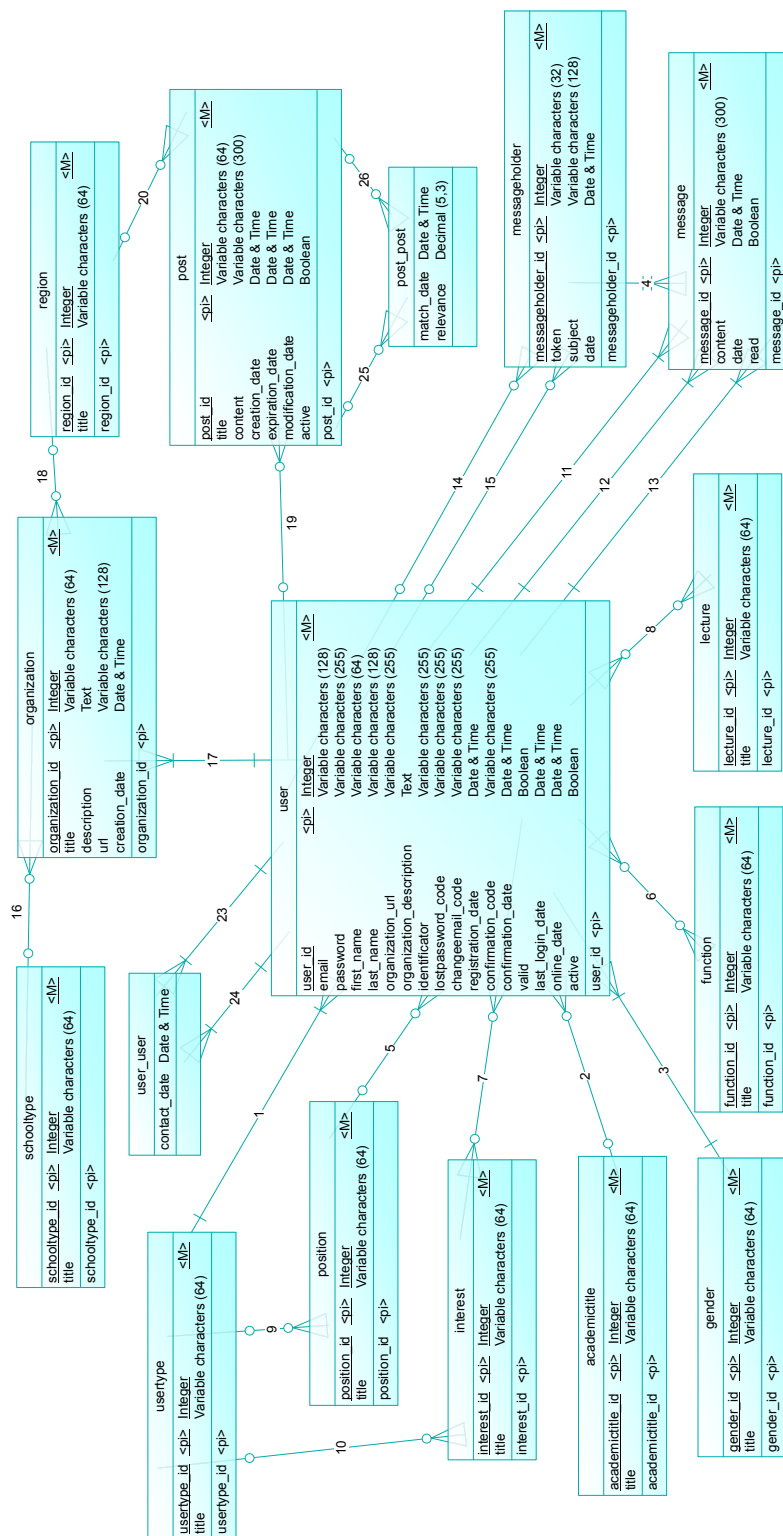 schooltype
schooltype_id <pi> Integer <M>
title Variable characters (64)
schooltype_id <pi>
16
organization
organization_id <pi> Integer <M>
title Variable characters (64)
description Text
url Variable characters (128)
creation_date Date & Time
organization_id <pi>
18
region
region_id <pi> Integer <M>
title Variable characters (64)
region_id <pi>
20
user_user
contact_date Date & Time
23
24
17
usertype
usertype_id <pi> Integer <M>
title Variable characters (64)
usertype_id <pi>
1
9
10
position
position_id <pi> Integer <M>
title Variable characters (64)
position_id <pi>
5
user
user_id <pi> Integer <M>
email Variable characters (128)
password Variable characters (255)
first_name Variable characters (64)
last_name Variable characters (128)
organization_url Variable characters (255)
organization_description Text
identificator Variable characters (255)
lostpassword_code Variable characters (255)
changeemail_code Variable characters (255)
registration_date Date & Time
confirmation_code Variable characters (255)
confirmation_date Date & Time
valid Boolean
last_login_date Date & Time
online_date Date & Time
active Boolean
user_id <pi>
19
post
post_id <pi> Integer <M>
title Variable characters (64)
content Variable characters (300)
creation_date Date & Time
expiration_date Date & Time
modification_date Date & Time
active Boolean
post_id <pi>
25
26
post_post
match_date Date & Time
relevance Decimal (5,3)
interest
interest_id <pi> Integer <M>
title Variable characters (64)
interest_id <pi>
7
academictitle
academictitle_id <pi> Integer <M>
title Variable characters (64)
academictitle_id <pi>
2
gender
gender_id <pi> Integer <M>
title Variable characters (64)
gender_id <pi>
3
function
function_id <pi> Integer <M>
title Variable characters (64)
function_id <pi>
6
lecture
lecture_id <pi> Integer <M>
title Variable characters (64)
lecture_id <pi>
8
14
15
11
12
13
messageholder
messageholder_id <pi> Integer <M>
token Variable characters (32)
subject Variable characters (128)
date Date & Time
messageholder_id <pi>
4
message
message_id <pi> Integer <M>
content Variable characters (300)
date Date & Time
read Boolean
message_id <pi>